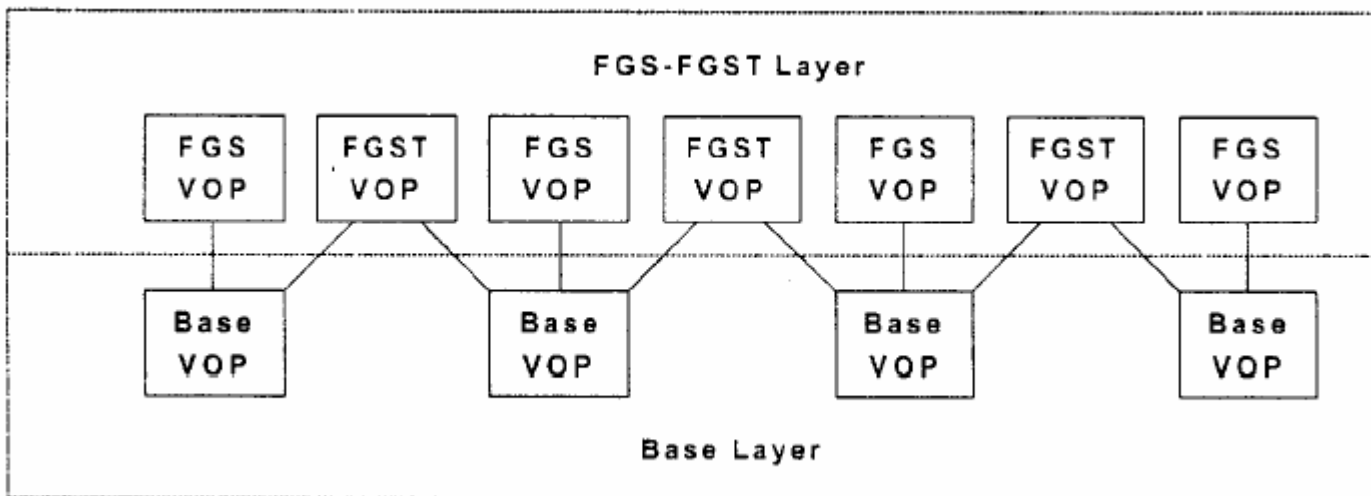 FGS-FGST Layer
FGS FGST FGS FGST FGS FGST FGS
VOP VOP VOP VOP VOP VOP VOP
Base Base Base Base
VOP VOP VOP VOP
Base Layer